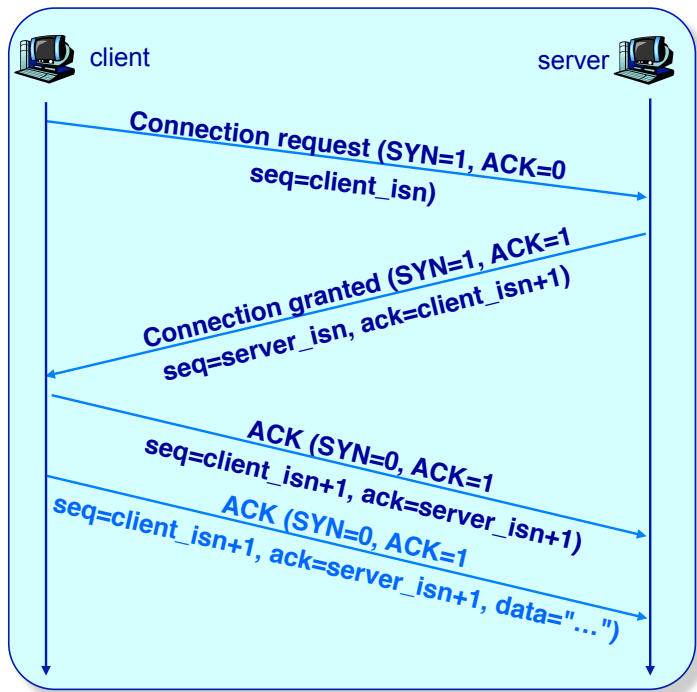 client
server
Connection request (SYN=1, ACK=0
seq=client_isn)
Connection granted (SYN=1, ACK=1
seq=server_isn, ack=client_isn+1)
ACK (SYN=0, ACK=1
seq=client_isn+1, ack=server_isn+1)
ACK (SYN=0, ACK=1
seq=client_isn+1, ack=server_isn+1, data="…")